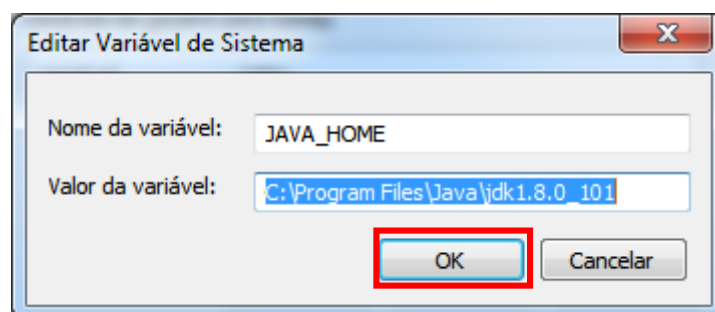 Editar Variável de Sistema
Nome da variável: JAVA_HOME
Valor da variável: C:\Program Files\Java\jdk1.8.0_101
OK Cancelar